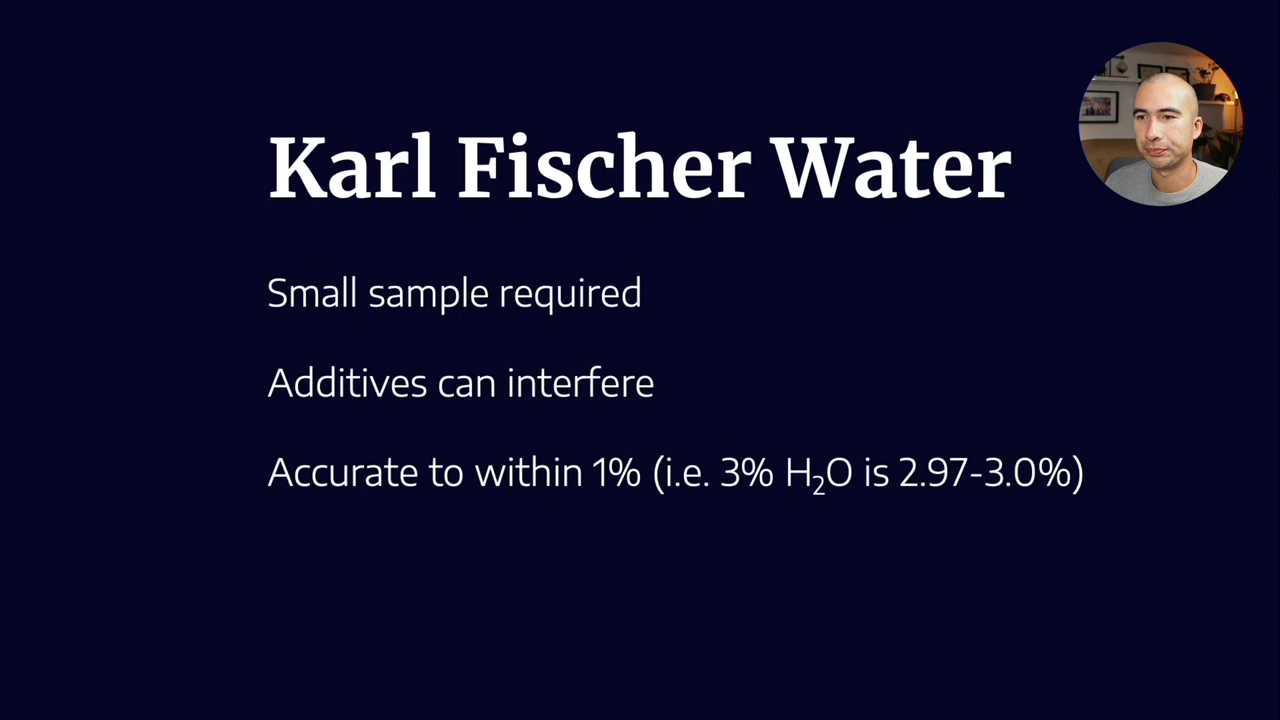 Karl Fischer Water
Small sample required
Additives can interfere
Accurate to within 1% (i.e. 3% H₂O is 2.97-3.0%)